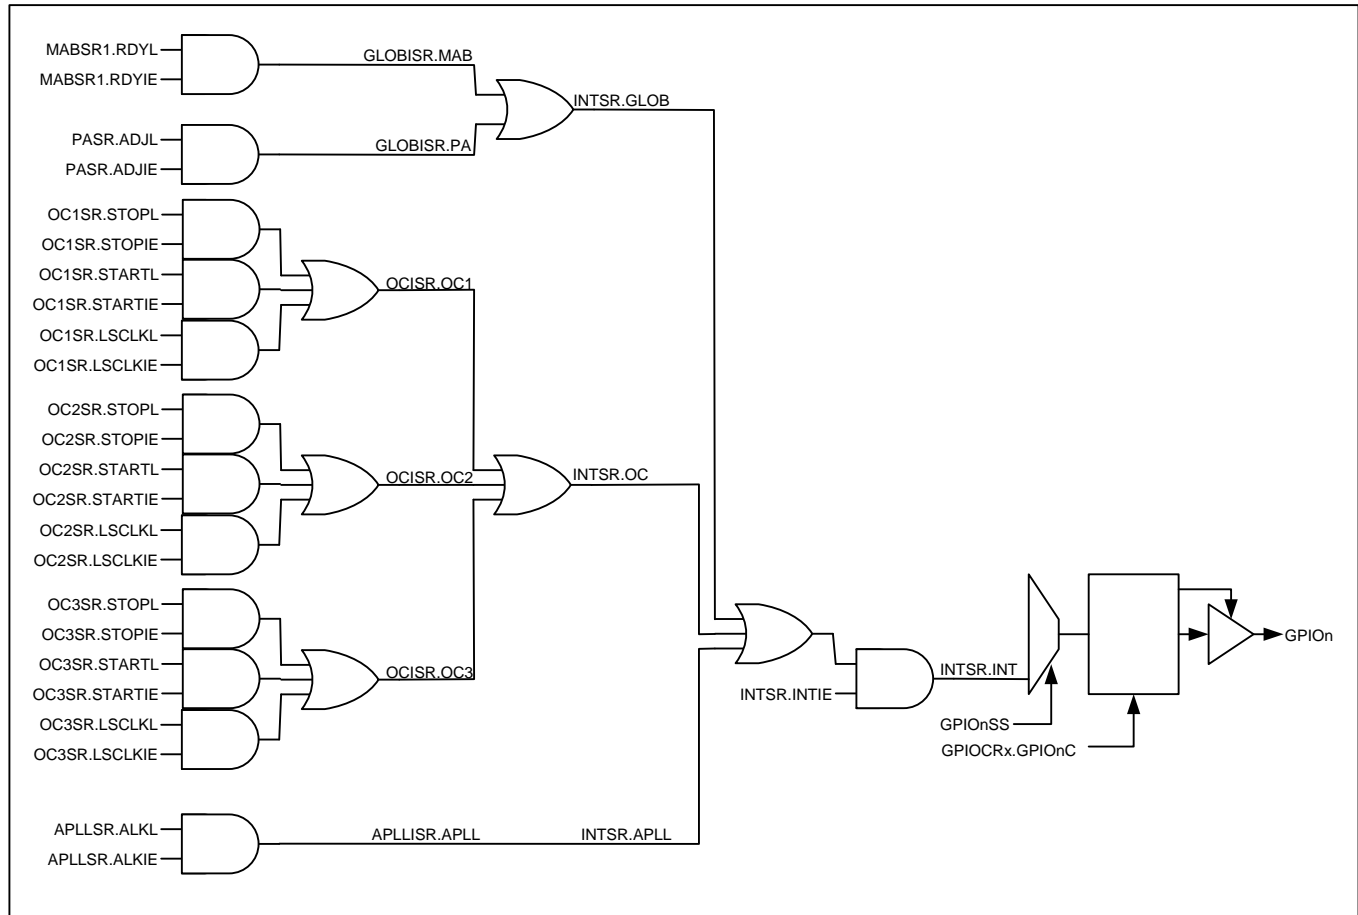 MABSR1.RDYL
MABSR1.RDYIE
GLOBISR.MAB
INTSR.GLOB
PASR.ADJL
PASR.ADJIE
GLOBISR.PA
OC1SR.STOPL
OC1SR.STOPIE
OC1SR.STARTL
OC1SR.STARTIE
OC1SR.LSCLKL
OC1SR.LSCLKIE
OCISR.OC1
OC2SR.STOPL
OC2SR.STOPIE
OC2SR.STARTL
OC2SR.STARTIE
OC2SR.LSCLKL
OC2SR.LSCLKIE
OCISR.OC2
INTSR.OC
OC3SR.STOPL
OC3SR.STOPIE
OC3SR.STARTL
OC3SR.STARTIE
OC3SR.LSCLKL
OC3SR.LSCLKIE
OCISR.OC3
APLLSR.ALKL
APLLSR.ALKIE
APLLISR.APLL
INTSR.APLL
INTSR.INTIE
INTSR.INT
GPIOnSS
GPIOCRx.GPIOnC
GPIOn